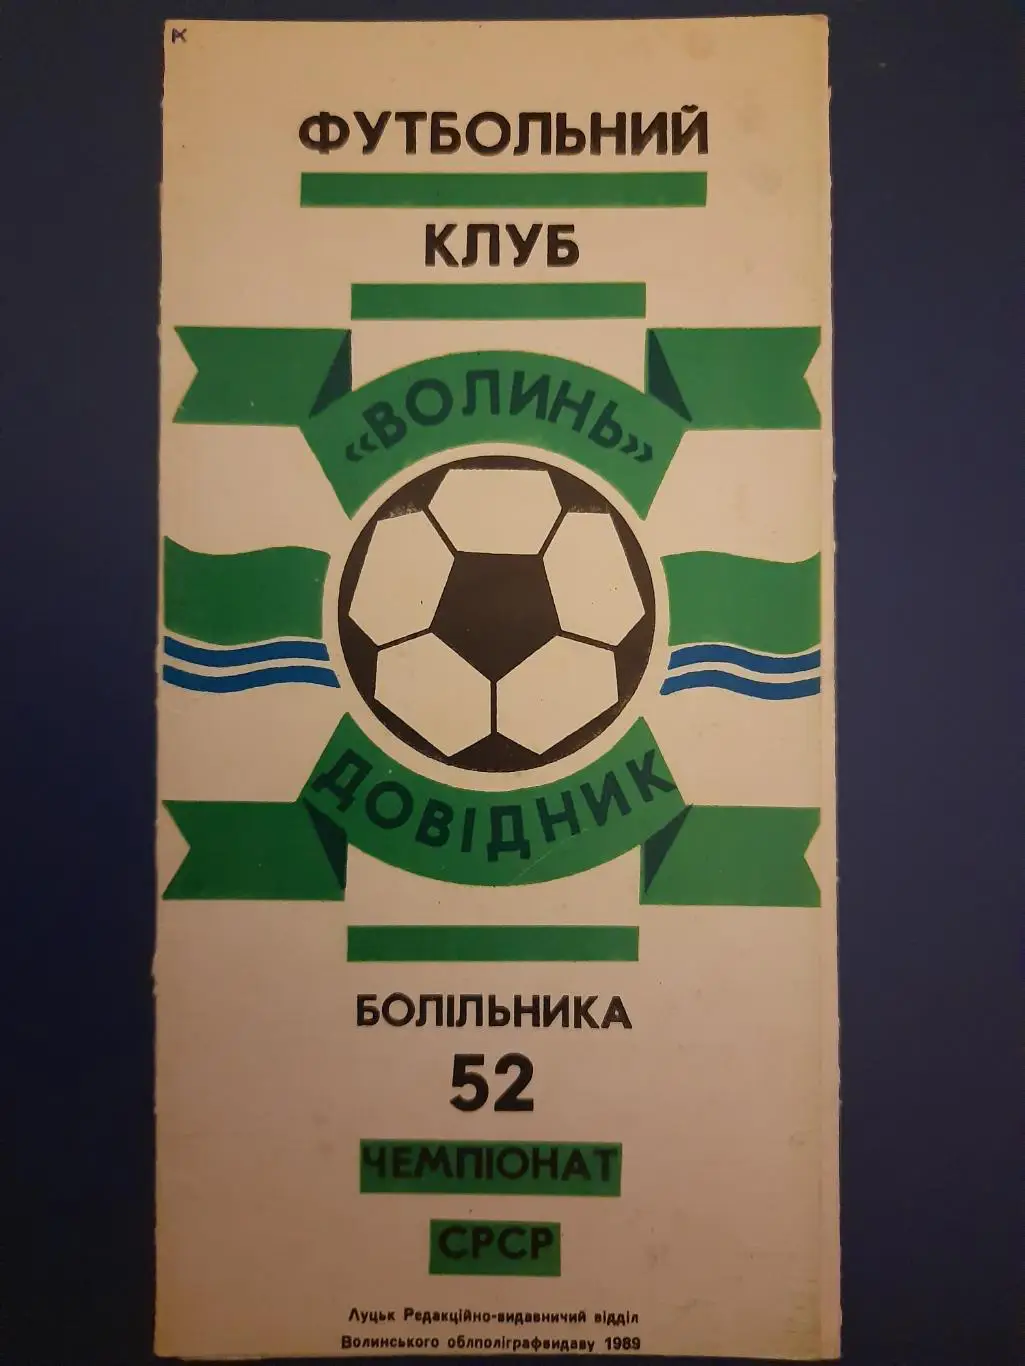 ФУТБОЛЬНИЙ
КЛУБ
«ВОЛИНЬ»
ДОВІДНИК
БОЛІЛЬНИКА
52
ЧЕМПІОНАТ
СРСР
Луцьк Редакційно-видавничий відділ
Волинського облполіграфвидаву 1989